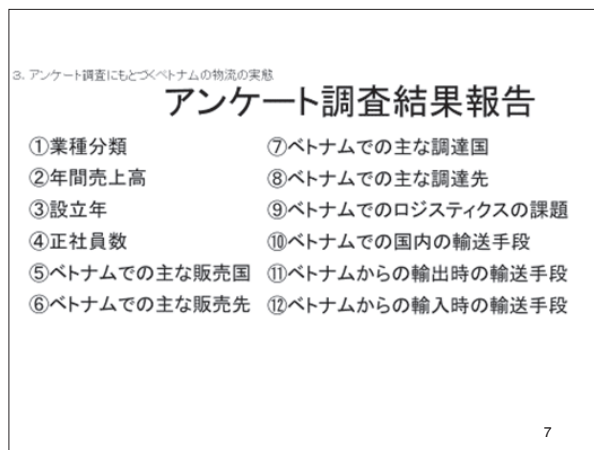 3、アンケート調査にもとづくベトナムの物流の実態
アンケート調査結果報告
①業種分類
②年間売上高
③設立年
④正社員数
⑤ベトナムでの主な販売国
⑥ベトナムでの主な販売先
⑦ベトナムでの主な調達国
⑧ベトナムでの主な調達先
⑨ベトナムでのロジスティクスの課題
⑩ベトナムでの国内の輸送手段
⑪ベトナムからの輸出時の輸送手段
⑫ベトナムからの輸入時の輸送手段
7